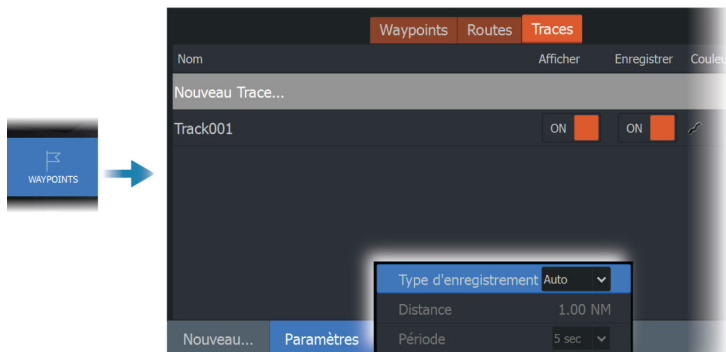 Waypoints Routes Traces
Nom Afficher Enregistrer
Nouveau Trace...
Track001 ON ON
WAYPOINTS
Type d'enregistrement Auto
Distance 1.00 NM
Nouveau... Paramètres Période 5 sec